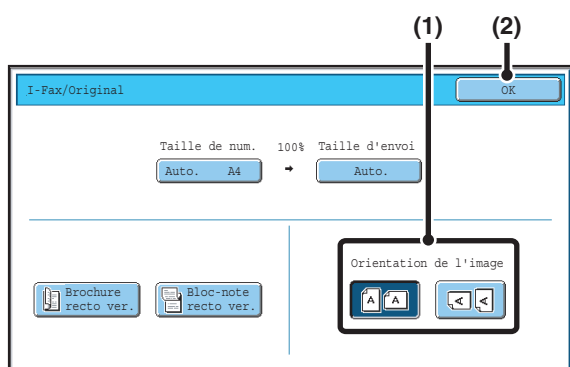 (1) (2)
I-Fax/Original OK
Taille de num. 100% Taille d'envoi
Auto. A4 → Auto.
Orientation de l'image
Brochure
recto ver.
Bloc-note
recto ver.
A A A A